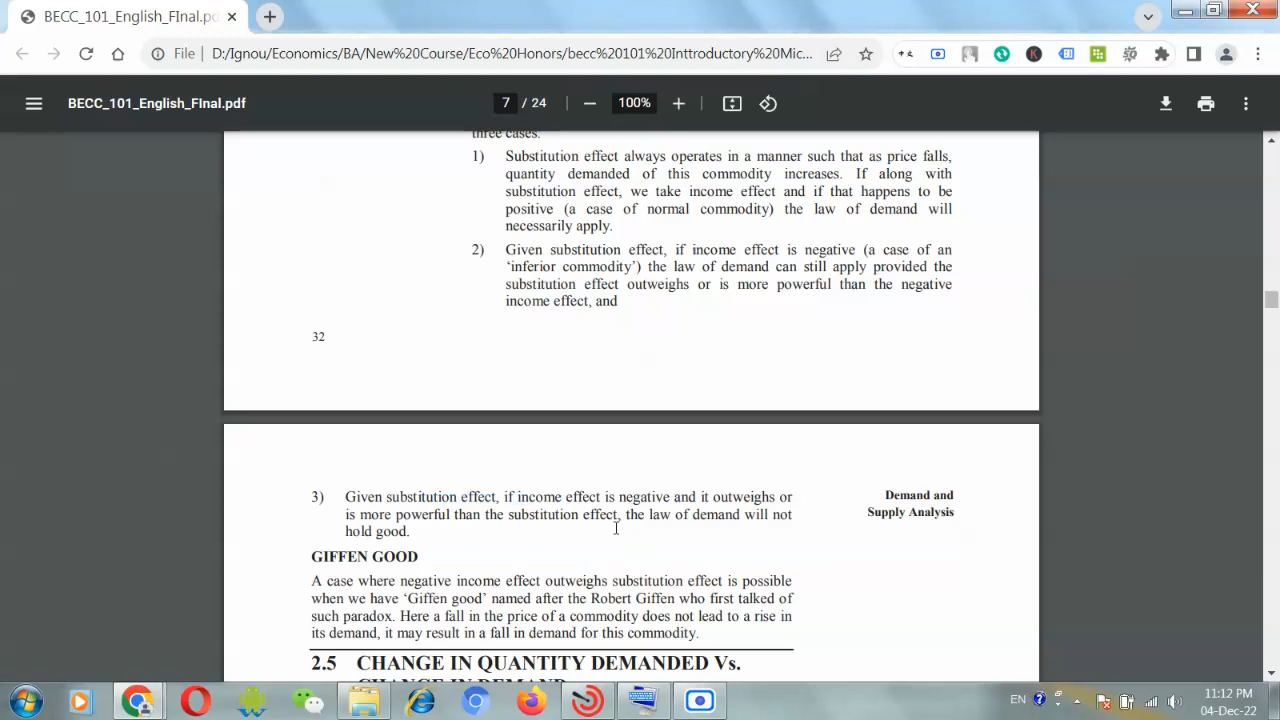 BECC_101_English_FInal.pd
File
D:/Ignou/Economics/BA/New%20Course/Eco%20Honors/becc%20101%20Inttroductory%20Mic...
BECC_101_English_FInal.pdf
7 / 24
100%
three cases.
1) Substitution effect always operates in a manner such that as price falls,
quantity demanded of this commodity increases. If along with
substitution effect, we take income effect and if that happens to be
positive (a case of normal commodity) the law of demand will
necessarily apply.
2) Given substitution effect, if income effect is negative (a case of an
‘inferior commodity’) the law of demand can still apply provided the
substitution effect outweighs or is more powerful than the negative
income effect, and
32
3) Given substitution effect, if income effect is negative and it outweighs or
is more powerful than the substitution effect, the law of demand will not
hold good.
Demand and
Supply Analysis
GIFFEN GOOD
A case where negative income effect outweighs substitution effect is possible
when we have ‘Giffen good’ named after the Robert Giffen who first talked of
such paradox. Here a fall in the price of a commodity does not lead to a rise in
its demand, it may result in a fall in demand for this commodity.
2.5 CHANGE IN QUANTITY DEMANDED Vs.
CHANGE IN DEMAND
EN
11:12 PM
04-Dec-22